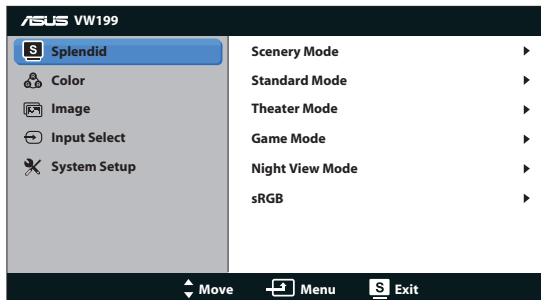 ASUS VW199
S Splendid
Color
Image
Input Select
System Setup
Scenery Mode
Standard Mode
Theater Mode
Game Mode
Night View Mode
sRGB
Move Menu S Exit